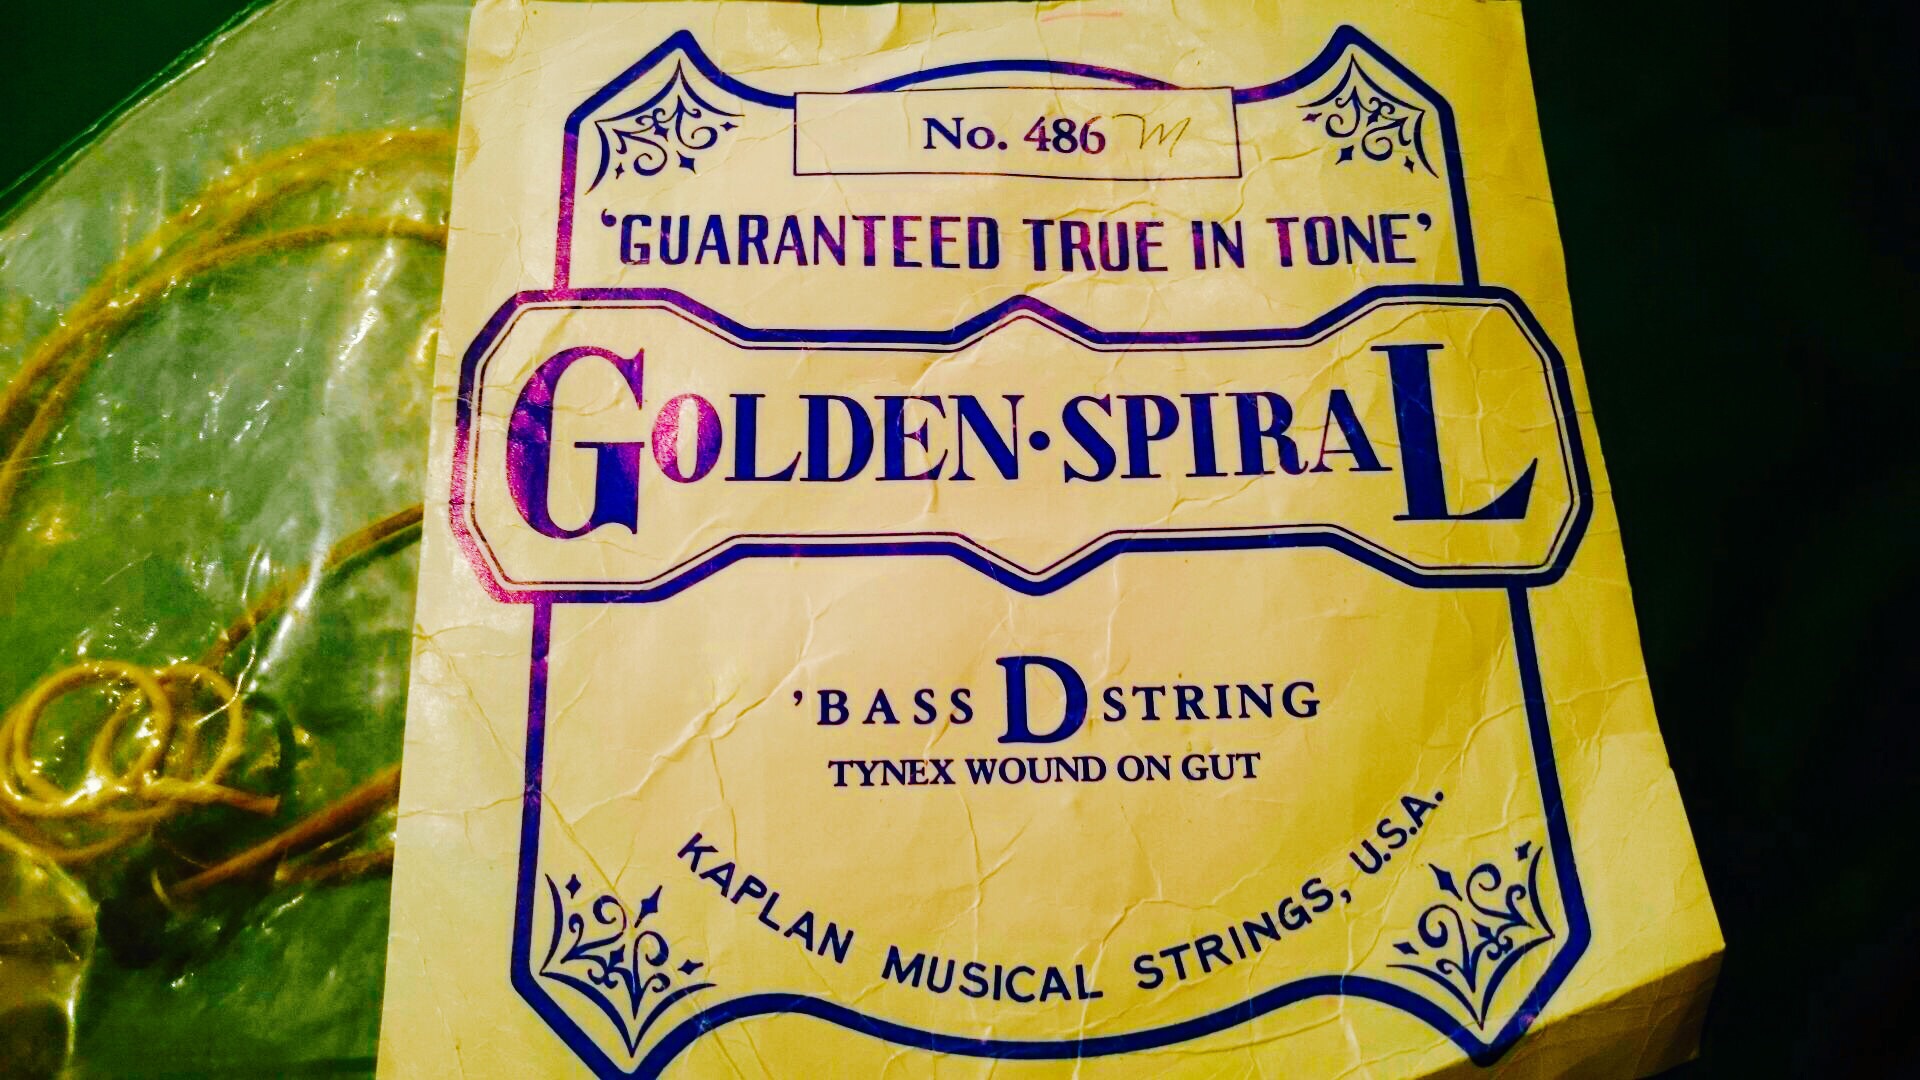 No. 486 M
‘GUARANTEED TRUE IN TONE’
GOLDEN·SPIRAL
’BASS D STRING
TYNEX WOUND ON GUT
KAPLAN MUSICAL STRINGS, U.S.A.